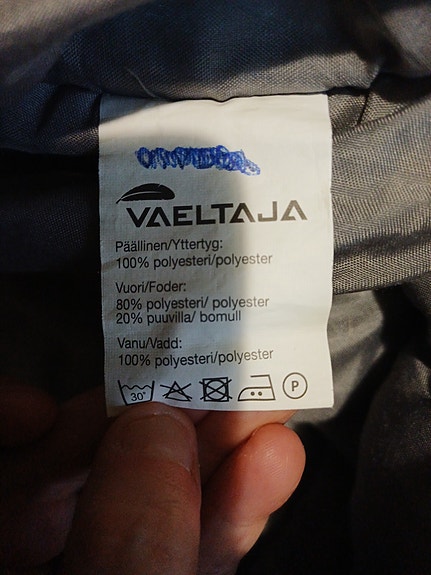 VAELTAJA
Päällinen/Yttertyg:
100% polyesteri/polyester
Vuori/Foder:
80% polyesteri/ polyester
20% puuvilla/ bomull
Vanu/Vadd:
100% polyesteri/polyester
30° P